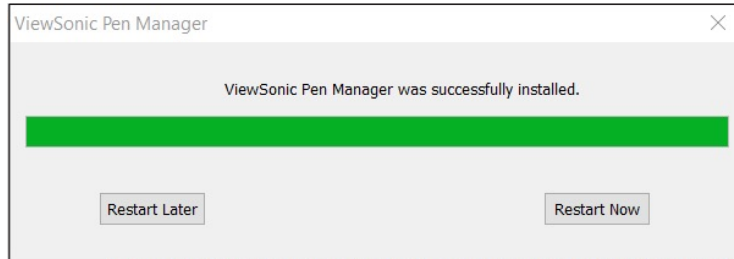 ViewSonic Pen Manager
ViewSonic Pen Manager was successfully installed.
Restart Later
Restart Now